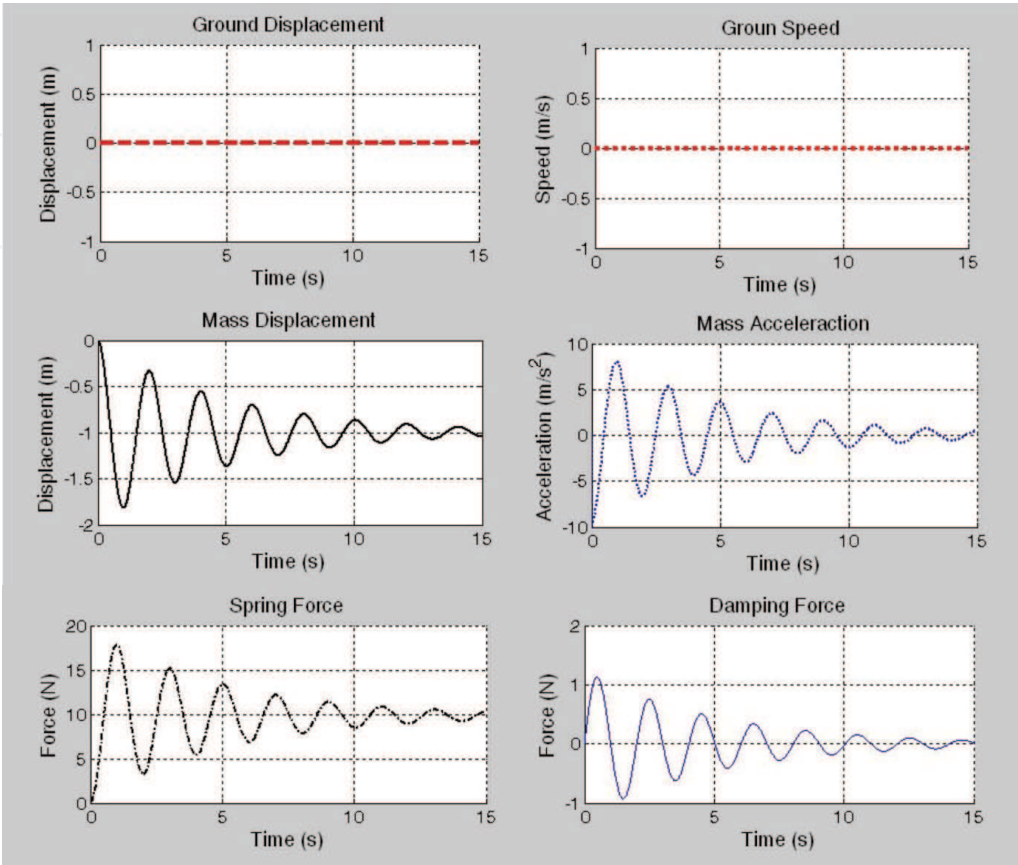 Ground Displacement
Displacement (m)
1
0.5
0
-0.5
-1
0 5 10 15
Time (s)
Groun Speed
Speed (m/s)
1
0.5
0
-0.5
-1
0 5 10 15
Time (s)
Mass Displacement
Displacement (m)
0
-0.5
-1
-1.5
-2
0 5 10 15
Time (s)
Mass Acceleraction
Acceleration (m/s²)
10
5
0
-5
-10
0 5 10 15
Time (s)
Spring Force
Force (N)
20
15
10
5
0
0 5 10 15
Time (s)
Damping Force
Force (N)
2
1
0
-1
0 5 10 15
Time (s)